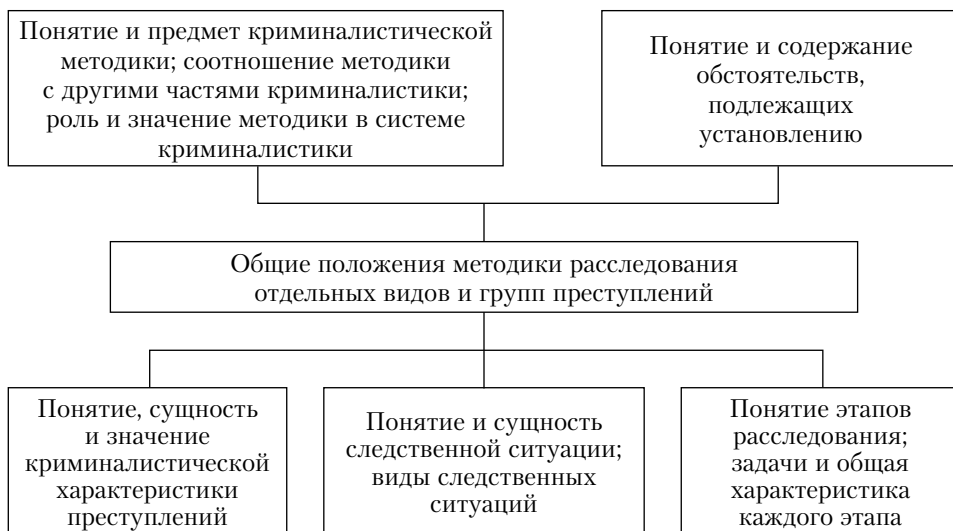 Понятие и предмет криминалистической
методики; соотношение методики
с другими частями криминалистики;
роль и значение методики в системе
криминалистики
Понятие и содержание
обстоятельств,
подлежащих
установлению
Общие положения методики расследования
отдельных видов и групп преступлений
Понятие, сущность
и значение
криминалистической
характеристики
преступлений
Понятие и сущность
следственной ситуации;
виды следственных
ситуаций
Понятие этапов
расследования;
задачи и общая
характеристика
каждого этапа